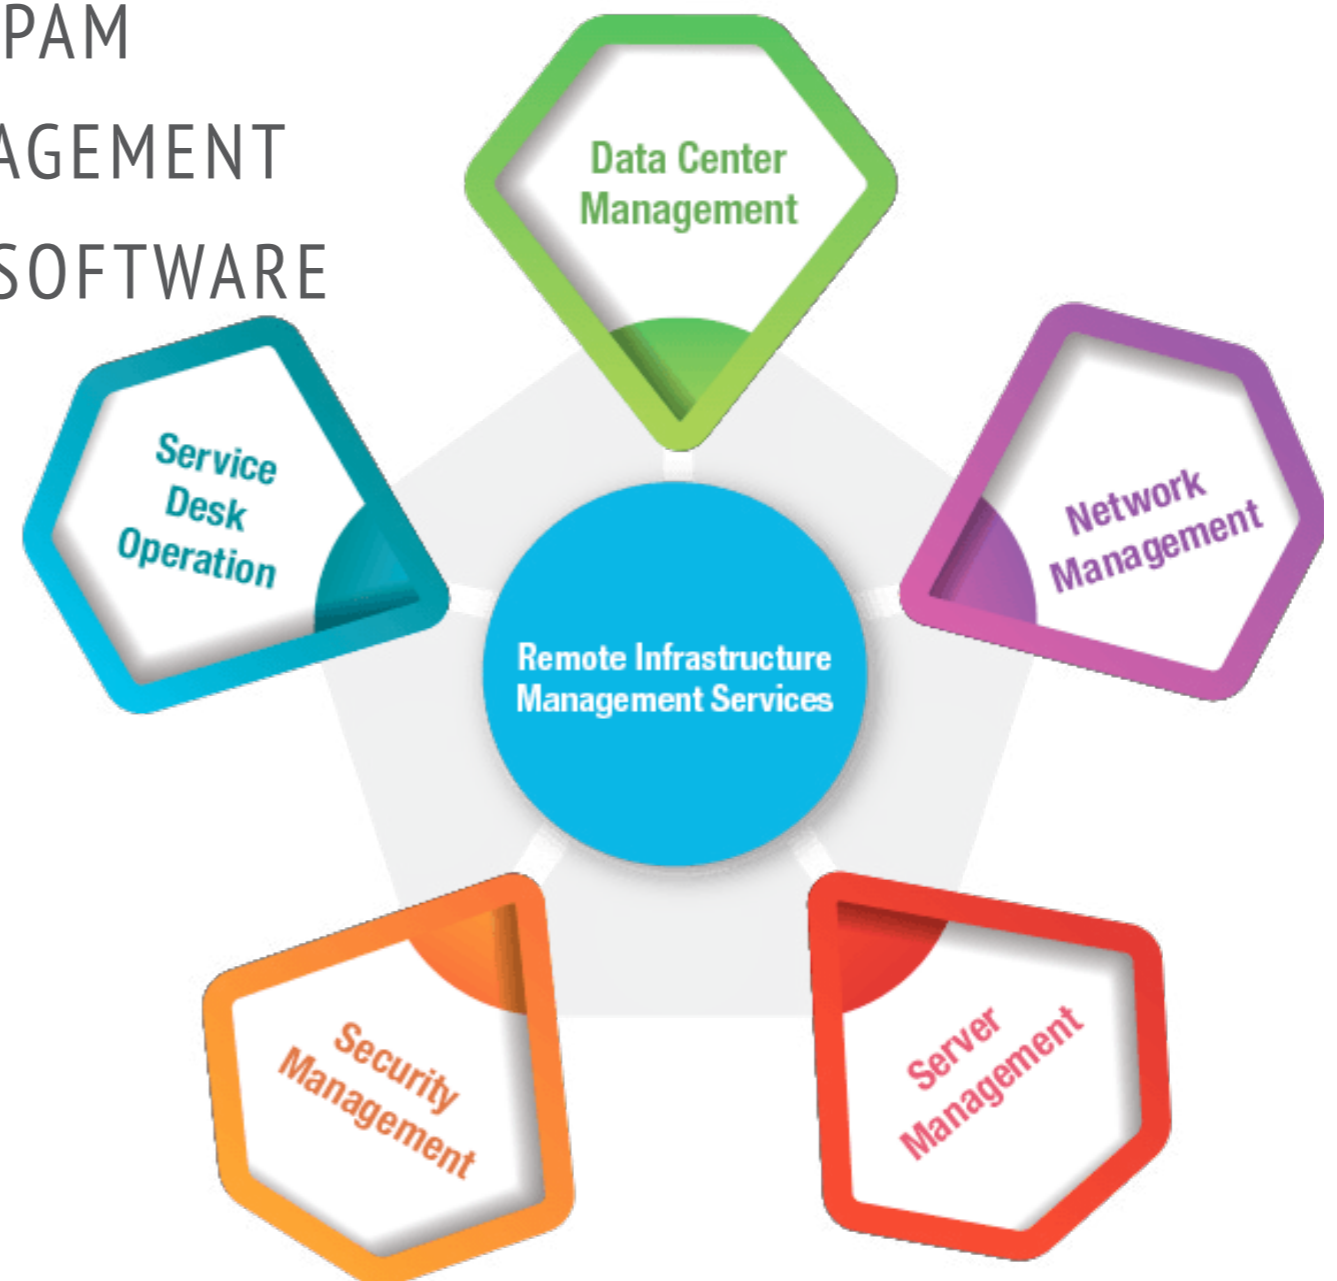 PAM
AGEMENT
SOFTWARE
Data Center
Management
Service
Desk
Operation
Network
Management
Remote Infrastructure
Management Services
Security
Management
Server
Management